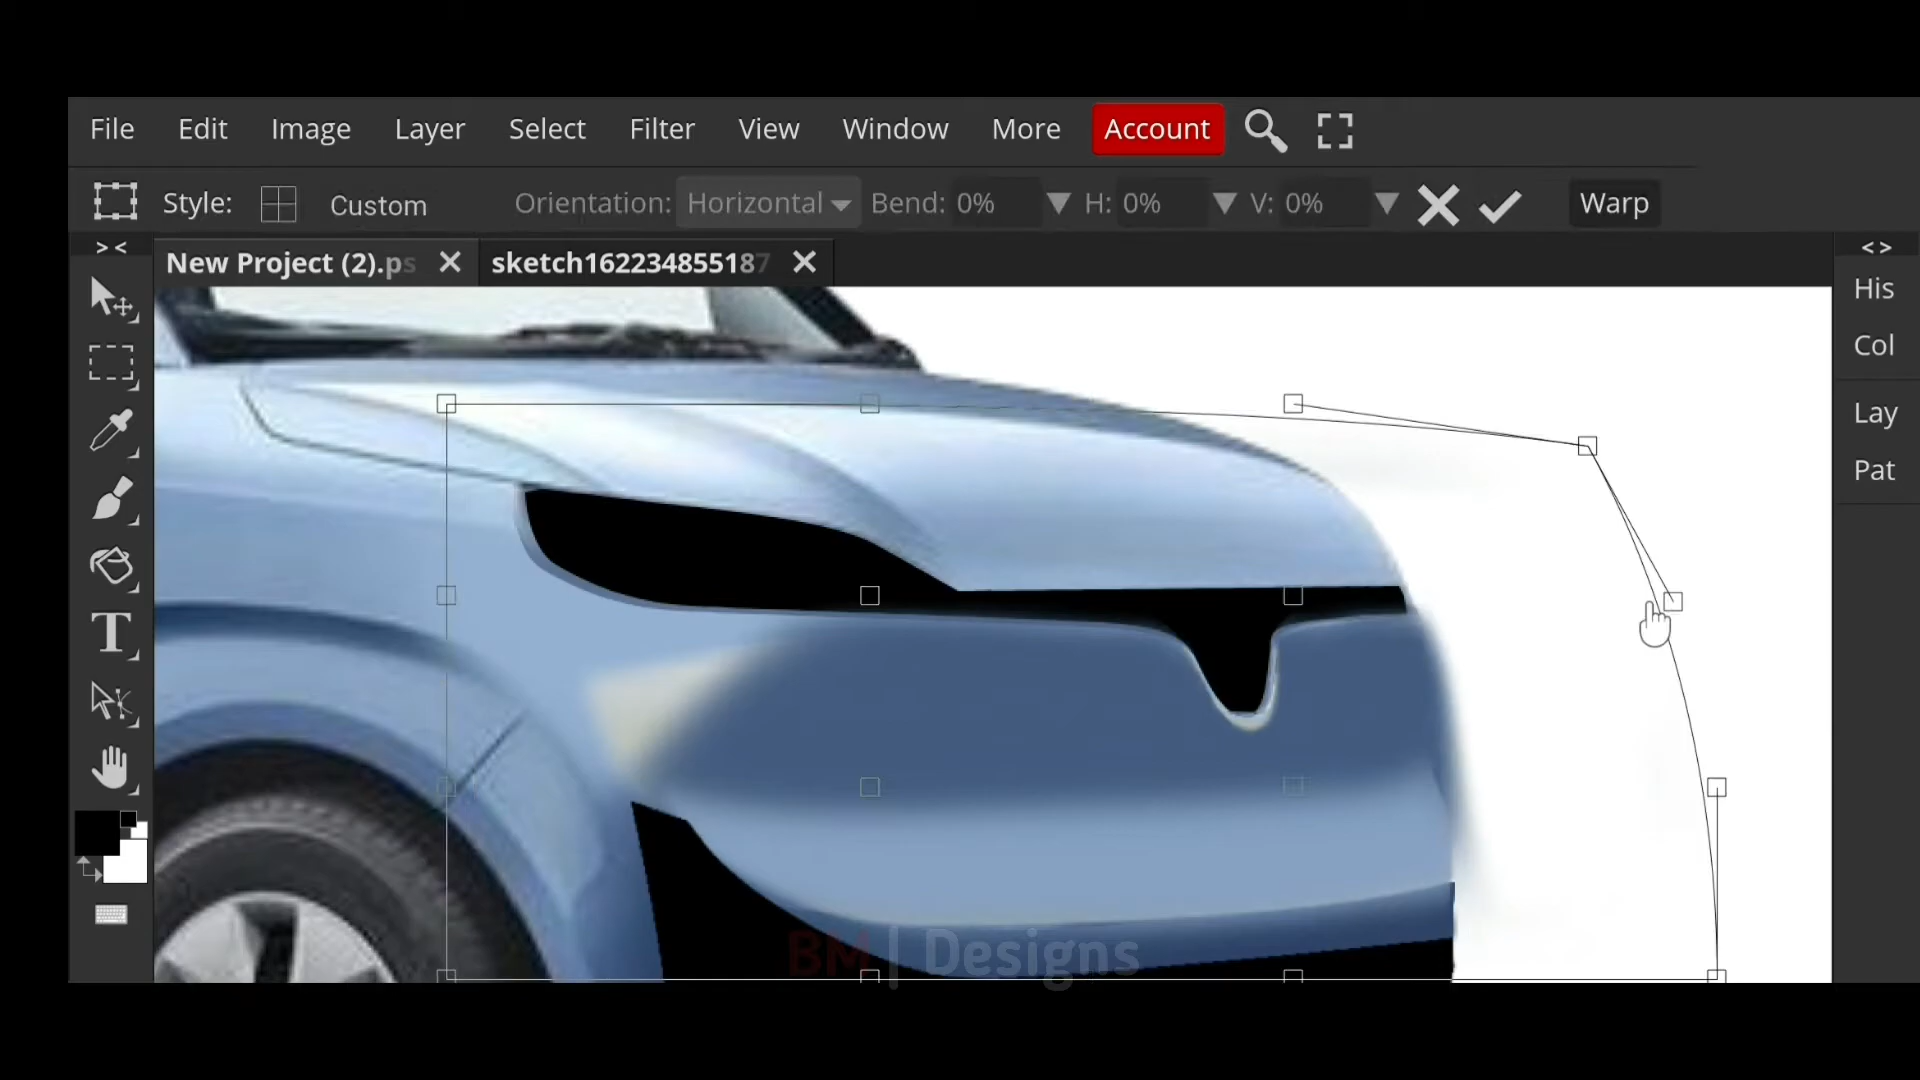 File Edit Image Layer Select Filter View Window More Account
Style: Custom Orientation: Horizontal Bend: 0% H: 0% V: 0% Warp
> < New Project (2).ps sketch162234855187 < >
His
Col
Lay
Pat
T
BM | Designs